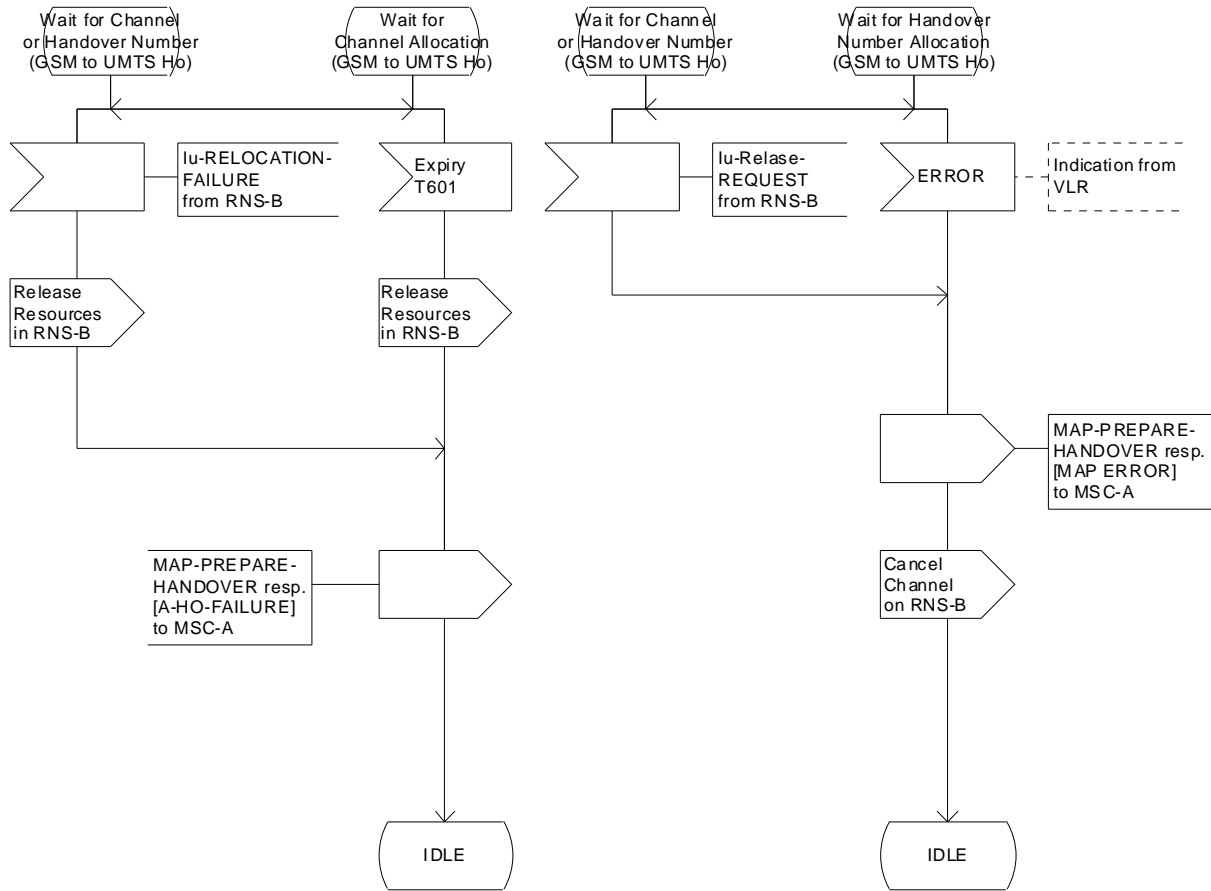 Wait for Channel
or Handover Number
(GSM to UMTS Ho)
Wait for
Channel Allocation
(GSM to UMTS Ho)
Wait for Channel
or Handover Number
(GSM to UMTS Ho)
Wait for Handover
Number Allocation
(GSM to UMTS Ho)
Iu-RELOCATION-
FAILURE
from RNS-B
Expiry
T601
Iu-Relase-
REQUEST
from RNS-B
ERROR
Indication from
VLR
Release
Resources
in RNS-B
Release
Resources
in RNS-B
MAP-PREPARE-
HANDOVER resp.
[MAP ERROR]
to MSC-A
MAP-PREPARE-
HANDOVER resp.
[A-HO-FAILURE]
to MSC-A
Cancel
Channel
on RNS-B
IDLE
IDLE